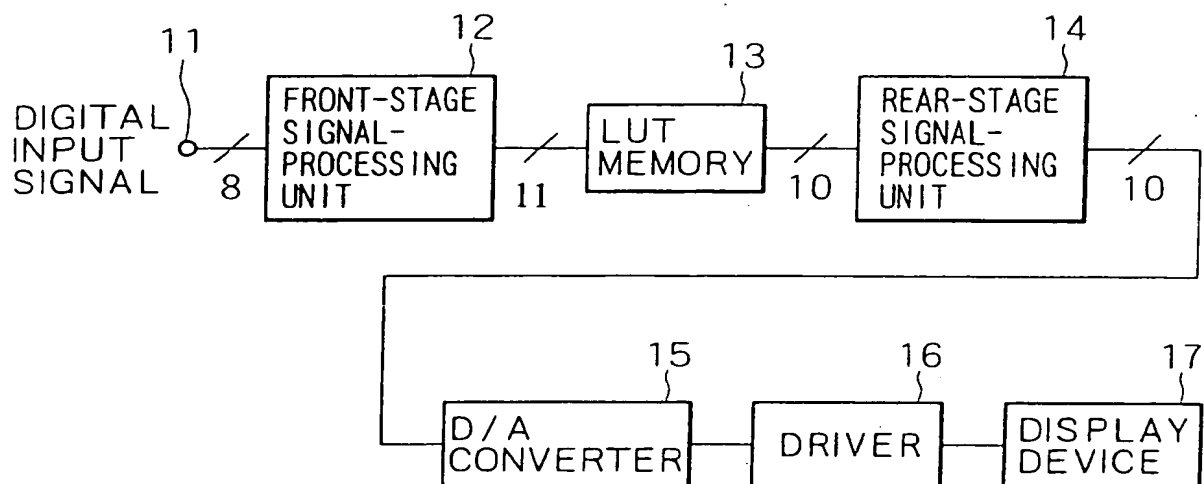 11
12
13
14
DIGITAL
INPUT
SIGNAL
8
FRONT-STAGE
SIGNAL-
PROCESSING
UNIT
11
LUT
MEMORY
10
REAR-STAGE
SIGNAL-
PROCESSING
UNIT
10
15
16
17
D/A
CONVERTER
DRIVER
DISPLAY
DEVICE